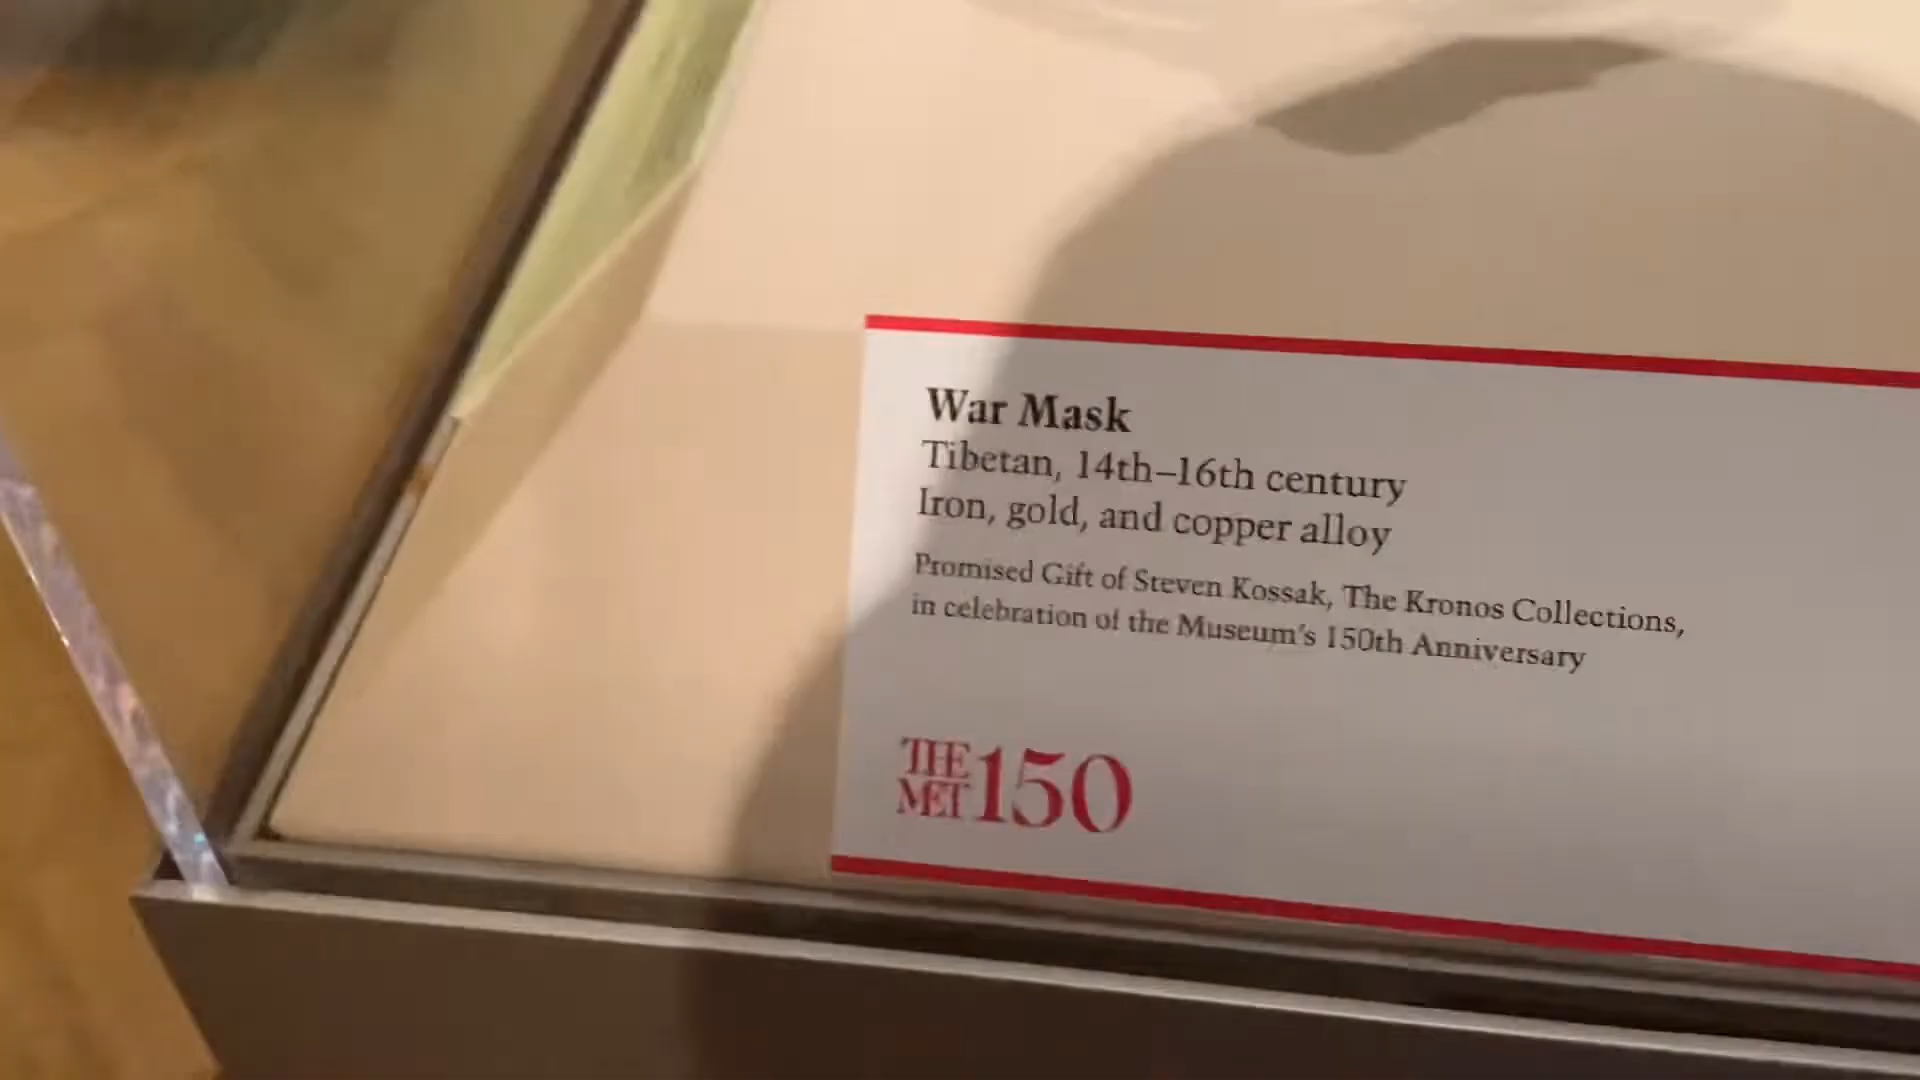 War Mask
Tibetan, 14th–16th century
Iron, gold, and copper alloy
Promised Gift of Steven Kossak, The Kronos Collections,
in celebration of the Museum's 150th Anniversary
THE MET 150